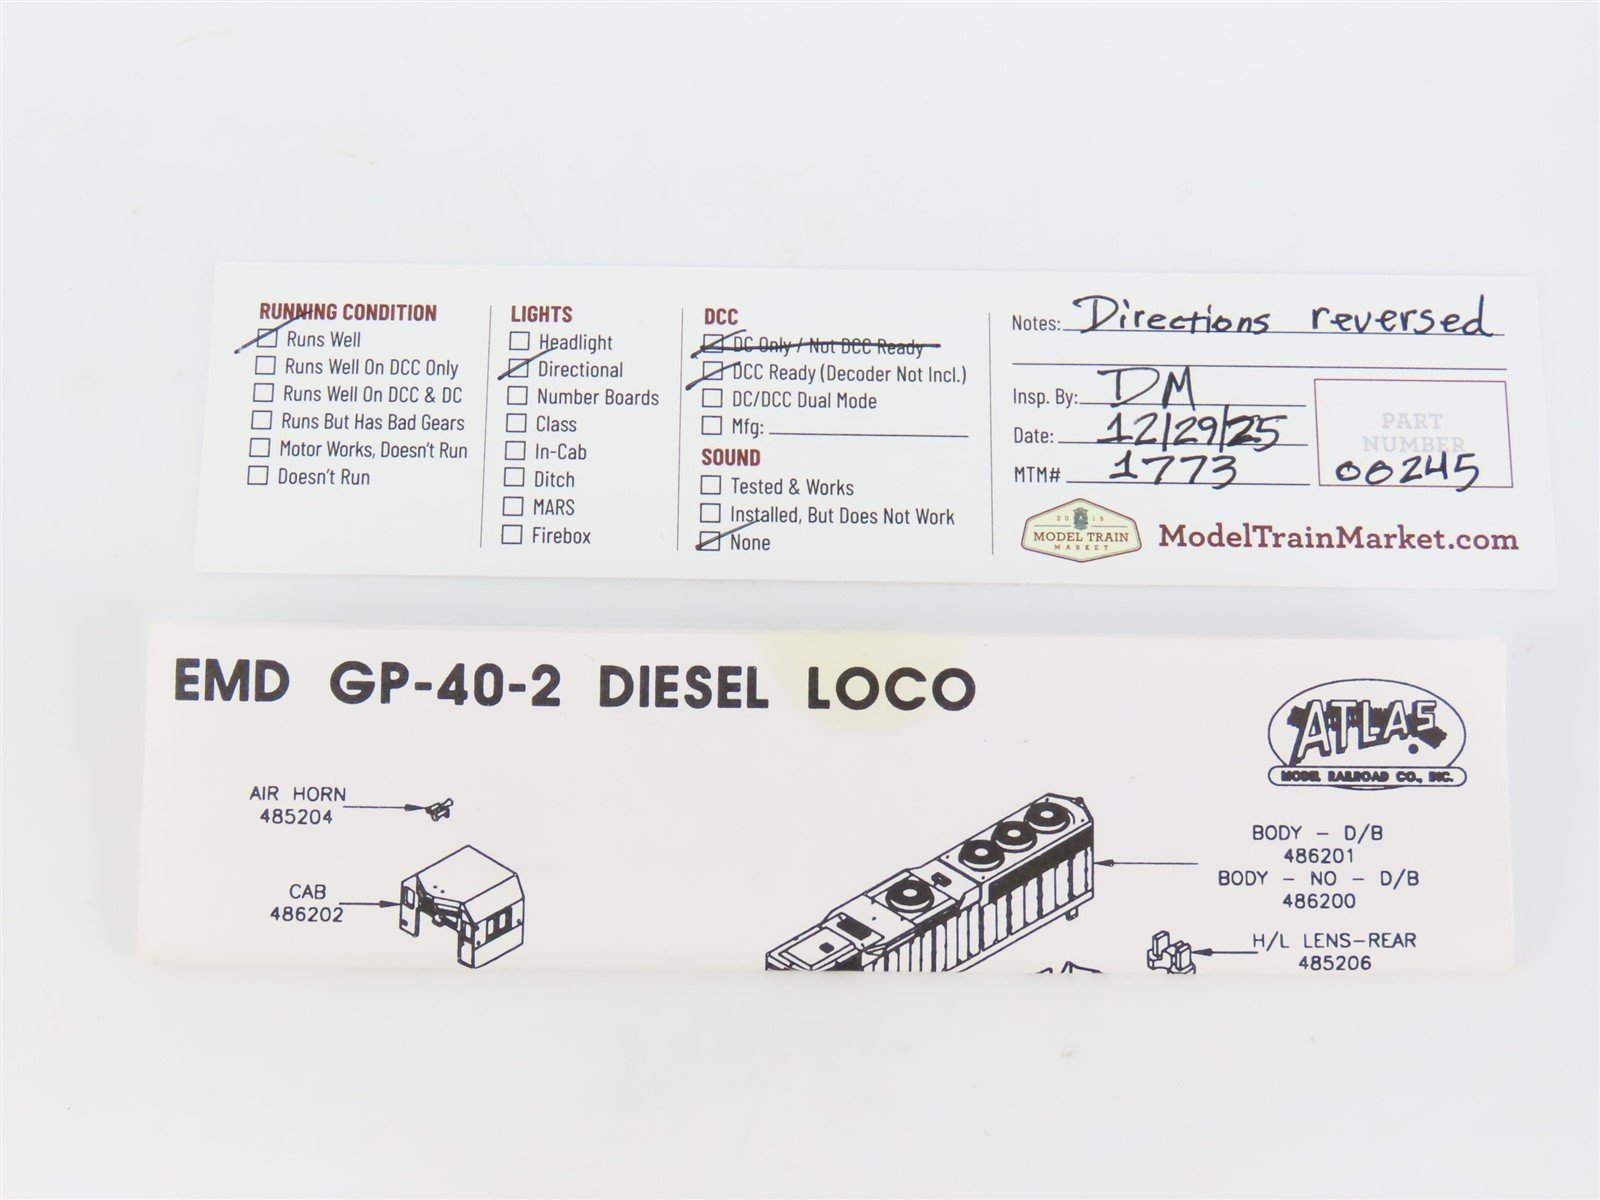 RUNNING CONDITION
Runs Well
Runs Well On DCC Only
Runs Well On DCC & DC
Runs But Has Bad Gears
Motor Works, Doesn't Run
Doesn't Run
LIGHTS
Headlight
Directional
Number Boards
Class
In-Cab
Ditch
MARS
Firebox
DCC
DC Only / Not DCC Ready
DCC Ready (Decoder Not Incl.)
DC/DCC Dual Mode
Mfg:
SOUND
Tested & Works
Installed, But Does Not Work
None
Notes: Directions reversed
Insp. By: DM
Date: 12/29/25
MTM# 1773
PART
NUMBER
00245
2015
MODEL TRAIN
MARKET
ModelTrainMarket.com
EMD GP-40-2 DIESEL LOCO
ATLAS
MODEL RAILROAD CO., INC.
AIR HORN
485204
CAB
486202
BODY - D/B
486201
BODY - NO - D/B
486200
H/L LENS-REAR
485206